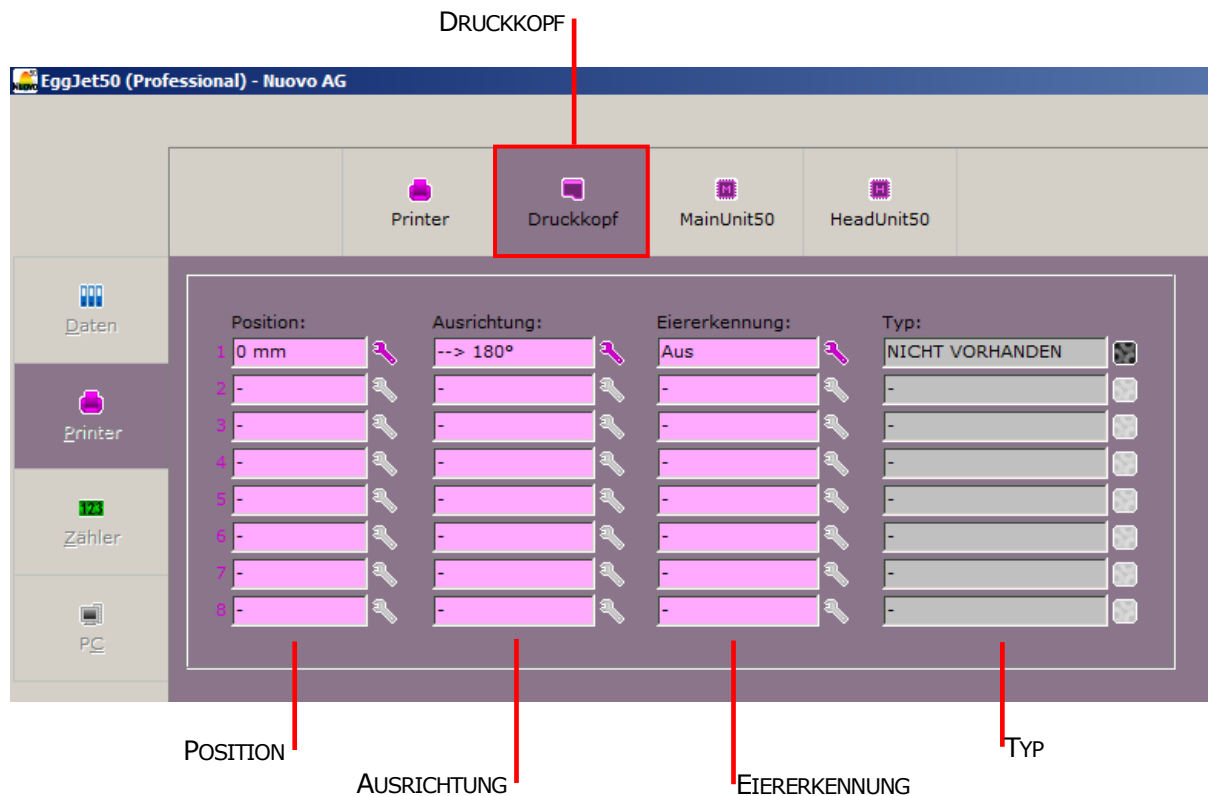 DRUCKKOPF
EggJet50 (Professional) - Nuovo AG
Printer Druckkopf MainUnit50 HeadUnit50
Daten
Printer
123
Zähler
PC
Position: Ausrichtung: Eiererkennung: Typ:
1 0 mm --> 180° Aus NICHT VORHANDEN
2 - - - -
3 - - - -
4 - - - -
5 - - - -
6 - - - -
7 - - - -
8 - - - -
POSITION TYP
AUSRICHTUNG EIERERKENNUNG